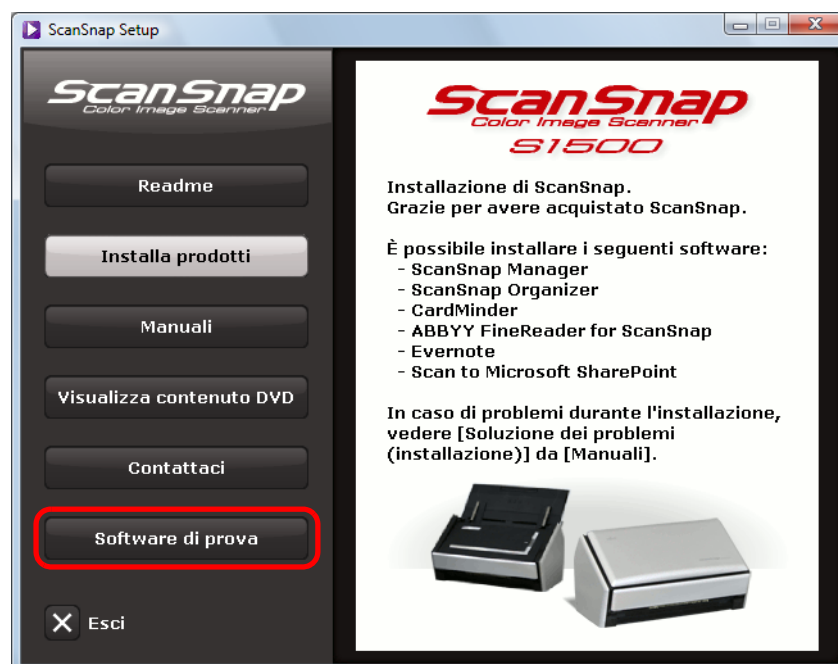 ScanSnap Setup
ScanSnap
Color Image Scanner
Readme
Installa prodotti
Manuali
Visualizza contenuto DVD
Contattaci
Software di prova
Esci
ScanSnap
Color Image Scanner
S1500
Installazione di ScanSnap.
Grazie per avere acquistato ScanSnap.
È possibile installare i seguenti software:
- ScanSnap Manager
- ScanSnap Organizer
- CardMinder
- ABBYY FineReader for ScanSnap
- Evernote
- Scan to Microsoft SharePoint
In caso di problemi durante l'installazione,
vedere [Soluzione dei problemi
(installazione)] da [Manuali].